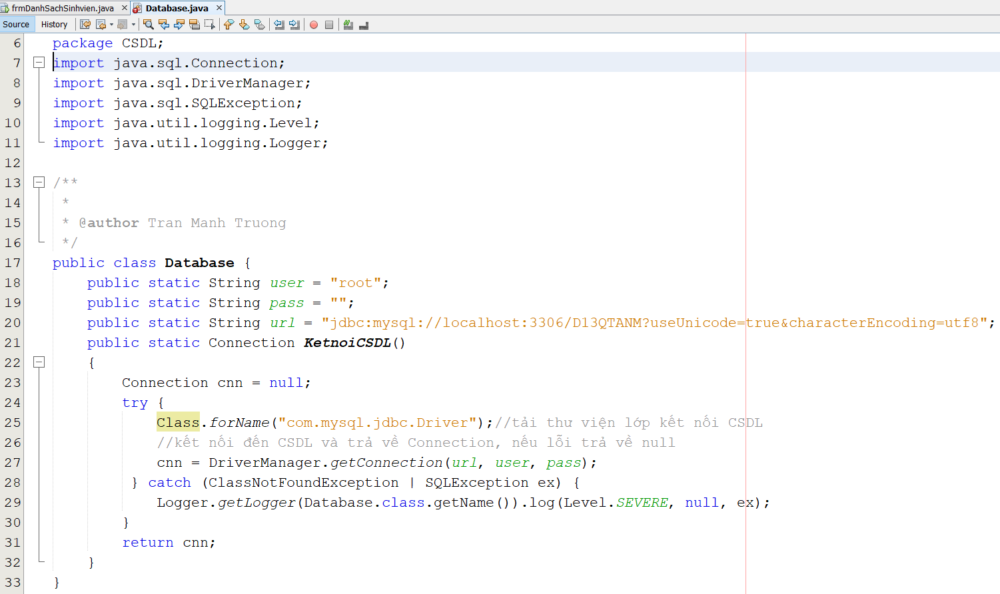 frmDanhSachSinhvien.java Database.java
Source History
6 package CSDL;
7 import java.sql.Connection;
8 import java.sql.DriverManager;
9 import java.sql.SQLException;
10 import java.util.logging.Level;
11 import java.util.logging.Logger;
12
13 /**
14 *
15 * @author Tran Manh Truong
16 */
17 public class Database {
18 public static String user = "root";
19 public static String pass = "";
20 public static String url = "jdbc:mysql://localhost:3306/D13QTANM?useUnicode=true&characterEncoding=utf8";
21 public static Connection KetnoiCSDL()
22 {
23 Connection cnn = null;
24 try {
25 Class.forName("com.mysql.jdbc.Driver");//tải thư viện lớp kết nối CSDL
26 //kết nối đến CSDL và trả về Connection, nếu lỗi trả về null
27 cnn = DriverManager.getConnection(url, user, pass);
28 } catch (ClassNotFoundException | SQLException ex) {
29 Logger.getLogger(Database.class.getName()).log(Level.SEVERE, null, ex);
30 }
31 return cnn;
32 }
33 }